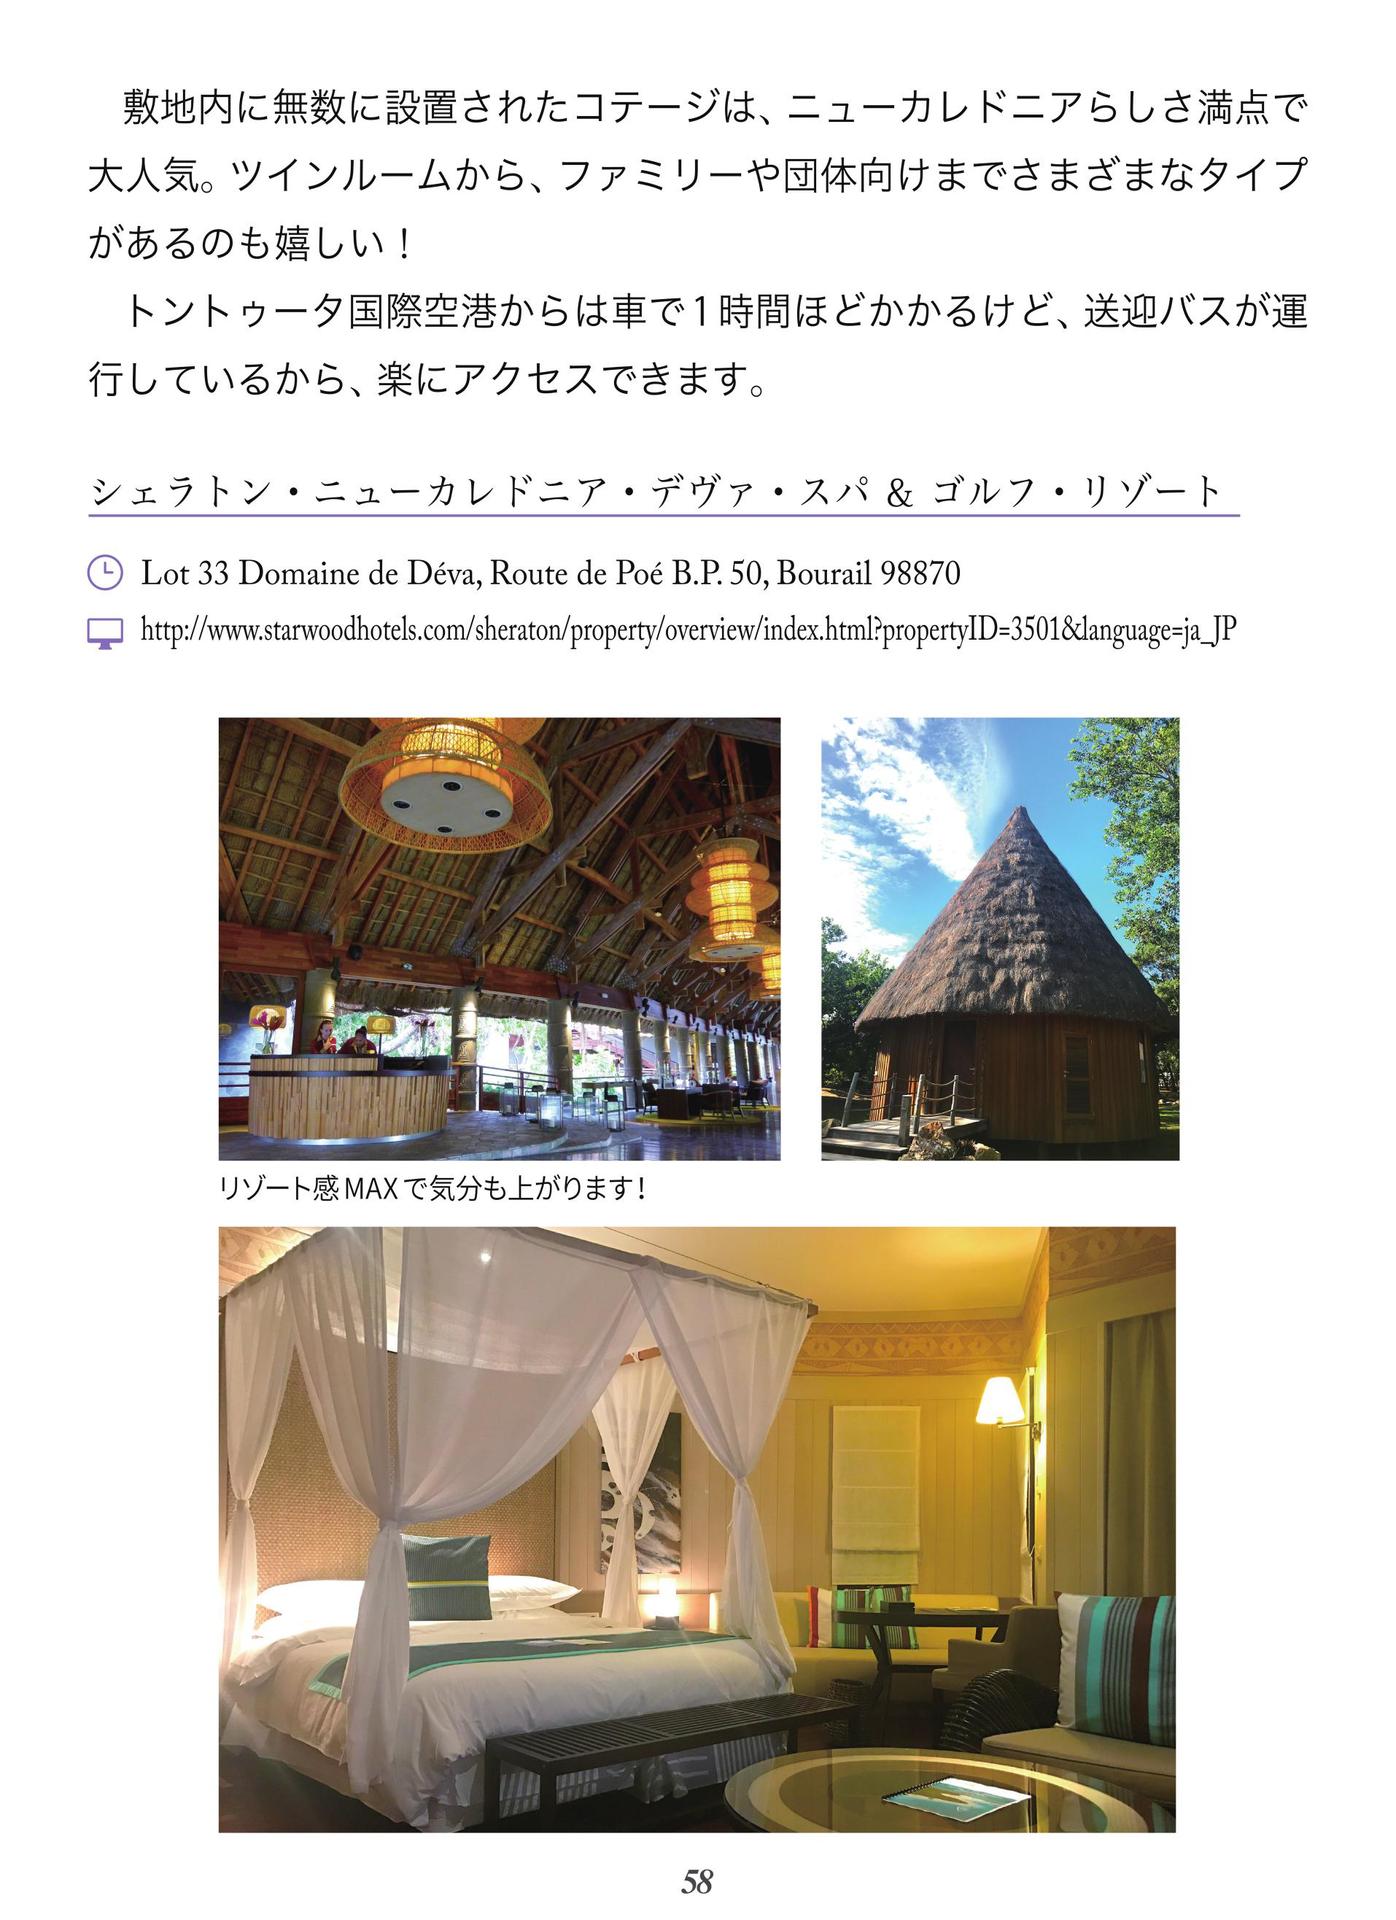 敷地内に無数に設置されたコテージは、ニューカレドニアらしさ満点で
大人気。ツインルームから、ファミリーや団体向けまでさまざまなタイプ
があるのも嬉しい！
トントゥータ国際空港からは車で1時間ほどかかるけど、送迎バスが運
行しているから、楽にアクセスできます。
シェラトン・ニューカレドニア・デヴァ・スパ & ゴルフ・リゾート
Lot 33 Domaine de Déva, Route de Poé B.P. 50, Bourail 98870
http://www.starwoodhotels.com/sheraton/property/overview/index.html?propertyID=3501&language=ja_JP
リゾート感MAXで気分も上がります！
58